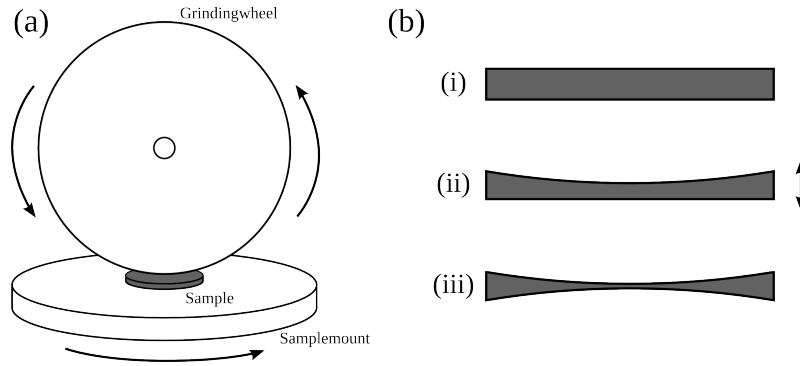 (a)
Grindingwheel
Sample
Samplemount
(b)
(i)
(ii)
(iii)